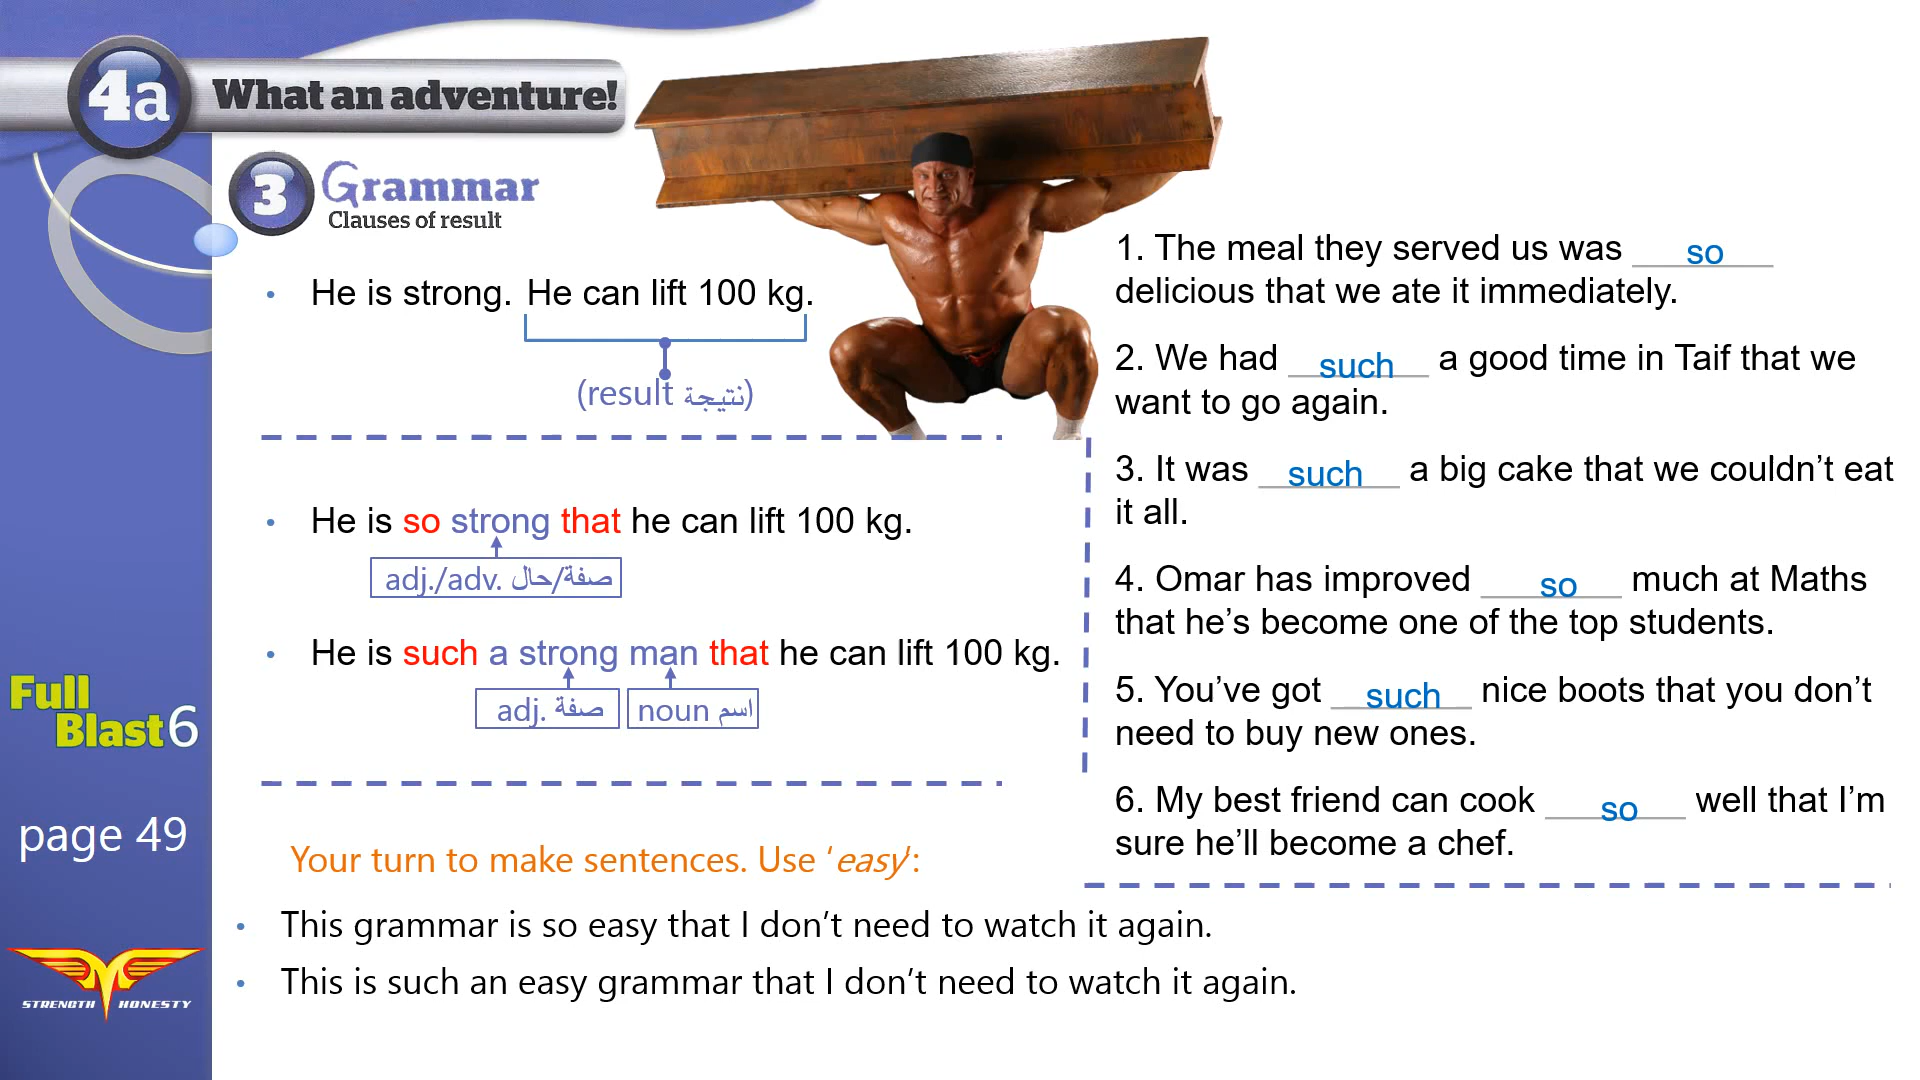 4a What an adventure!
3 Grammar
Clauses of result
• He is strong. He can lift 100 kg.
(result نتيجة)
• He is so strong that he can lift 100 kg.
adj./adv. صفة/حال
• He is such a strong man that he can lift 100 kg.
adj. صفة
noun اسم
Your turn to make sentences. Use ‘easy’:
• This grammar is so easy that I don’t need to watch it again.
• This is such an easy grammar that I don’t need to watch it again.
1. The meal they served us was so
delicious that we ate it immediately.
2. We had such a good time in Taif that we
want to go again.
3. It was such a big cake that we couldn’t eat
it all.
4. Omar has improved so much at Maths
that he’s become one of the top students.
5. You’ve got such nice boots that you don’t
need to buy new ones.
6. My best friend can cook so well that I’m
sure he’ll become a chef.
Full
Blast 6
page 49
STRENGTH HONESTY